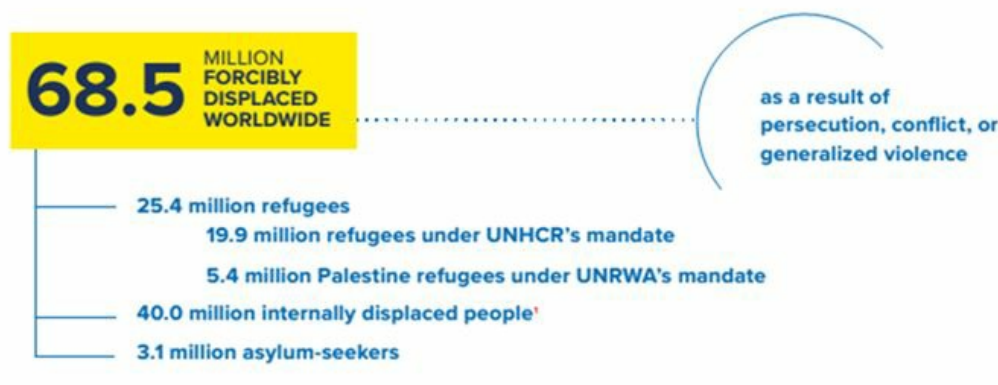 68.5
MILLION
FORCIBLY
DISPLACED
WORLDWIDE
as a result of
persecution, conflict, or
generalized violence
25.4 million refugees
19.9 million refugees under UNHCR's mandate
5.4 million Palestine refugees under UNRWA's mandate
40.0 million internally displaced people¹
3.1 million asylum-seekers